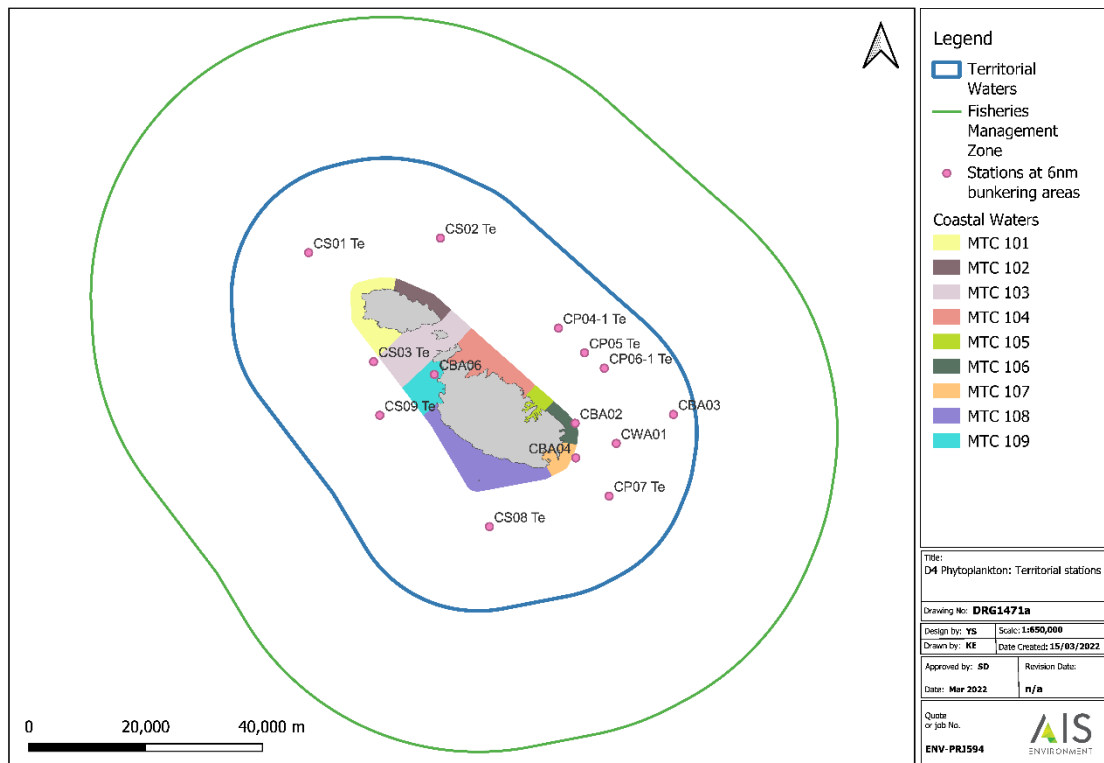 CS01 Te
CS02 Te
CP04-1 Te
CP05 Te
CP06-1 Te
CS03 Te
CBA06
CS09 Te
CBA02
CBA03
CWA01
CBA04
CP07 Te
CS08 Te
0 20,000 40,000 m
Legend
Territorial
Waters
Fisheries
Management
Zone
Stations at 6nm
bunkering areas
Coastal Waters
MTC 101
MTC 102
MTC 103
MTC 104
MTC 105
MTC 106
MTC 107
MTC 108
MTC 109
Title:
D4 Phytoplankton: Territorial stations
Drawing No: DRG1471a
Design by: YS Scale: 1:650,000
Drawn by: KE Date Created: 15/03/2022
Approved by: SD Revision Date:
Date: Mar 2022 n/a
Quote
or job No.
ENV-PRJ594
AIS
ENVIRONMENT